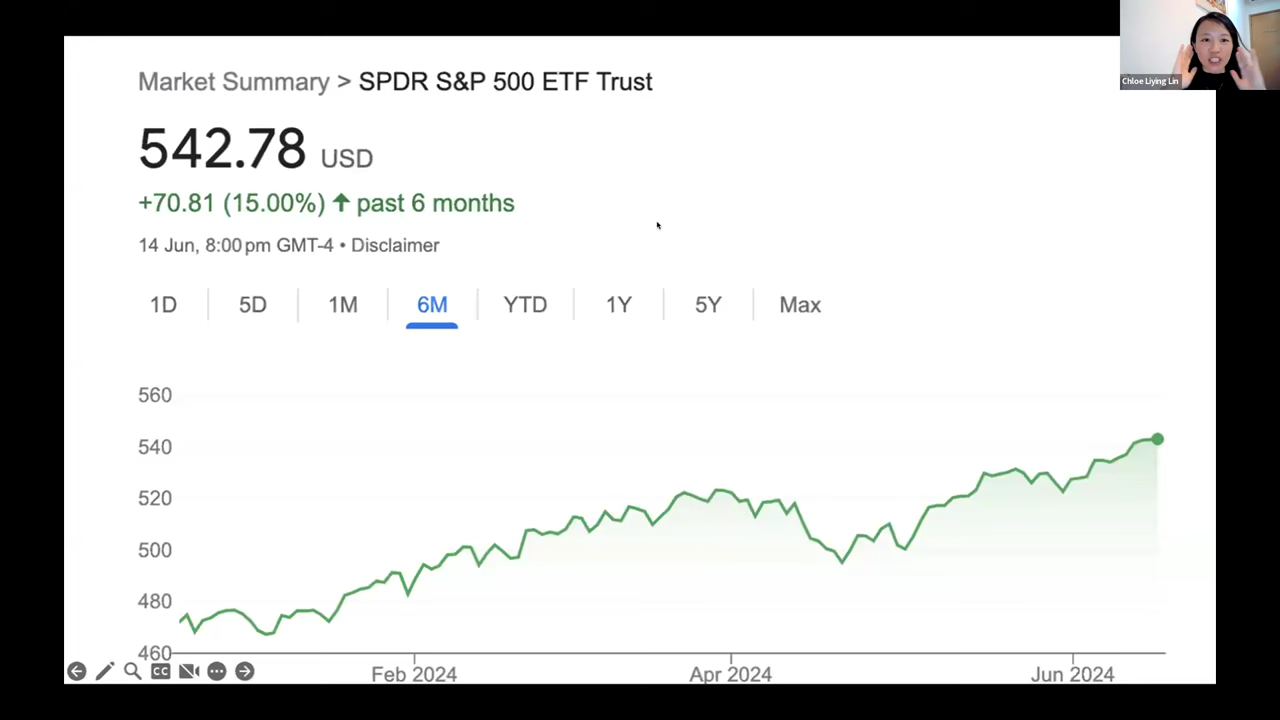 Market Summary > SPDR S&P 500 ETF Trust
Chloe Liying Lin
542.78 USD
+70.81 (15.00%) ↑ past 6 months
14 Jun, 8:00 pm GMT-4 • Disclaimer
1D 5D 1M 6M YTD 1Y 5Y Max
560
540
520
500
480
460
CC
Feb 2024 Apr 2024 Jun 2024